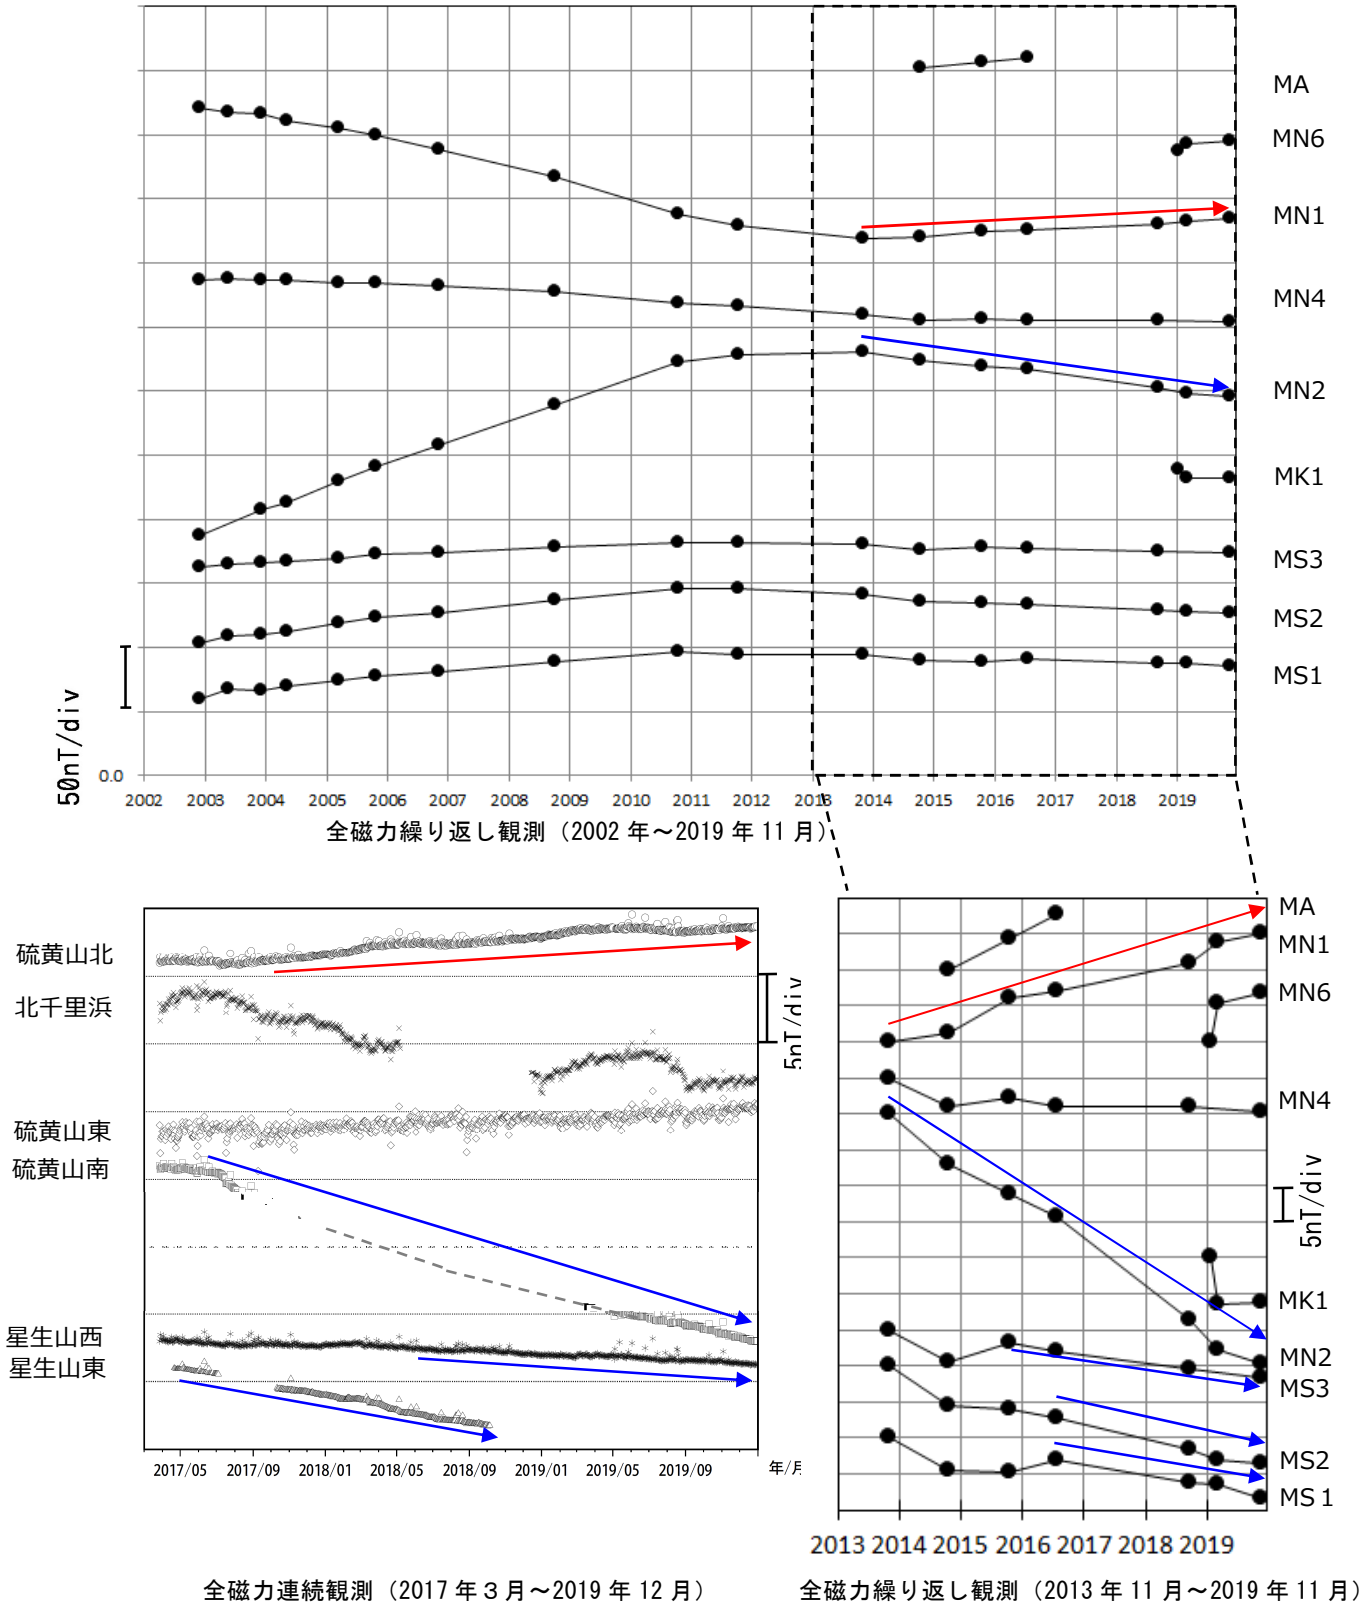 MA
MN6
MN1
MN4
MN2
MK1
MS3
MS2
MS1
50nT/div
0.0
2002 2003 2004 2005 2006 2007 2008 2009 2010 2011 2012 2013 2014 2015 2016 2017 2018 2019
全磁力繰り返し観測（2002 年～2019 年 11 月）
硫黄山北
北千里浜
硫黄山東
硫黄山南
星生山西
星生山東
5nT/div
2017/05 2017/09 2018/01 2018/05 2018/09 2019/01 2019/05 2019/09 年/月
全磁力連続観測（2017 年３月～2019 年 12 月）
MA
MN1
MN6
MN4
5nT/div
MK1
MN2
MS3
MS2
MS1
2013 2014 2015 2016 2017 2018 2019
全磁力繰り返し観測（2013 年 11 月～2019 年 11 月）